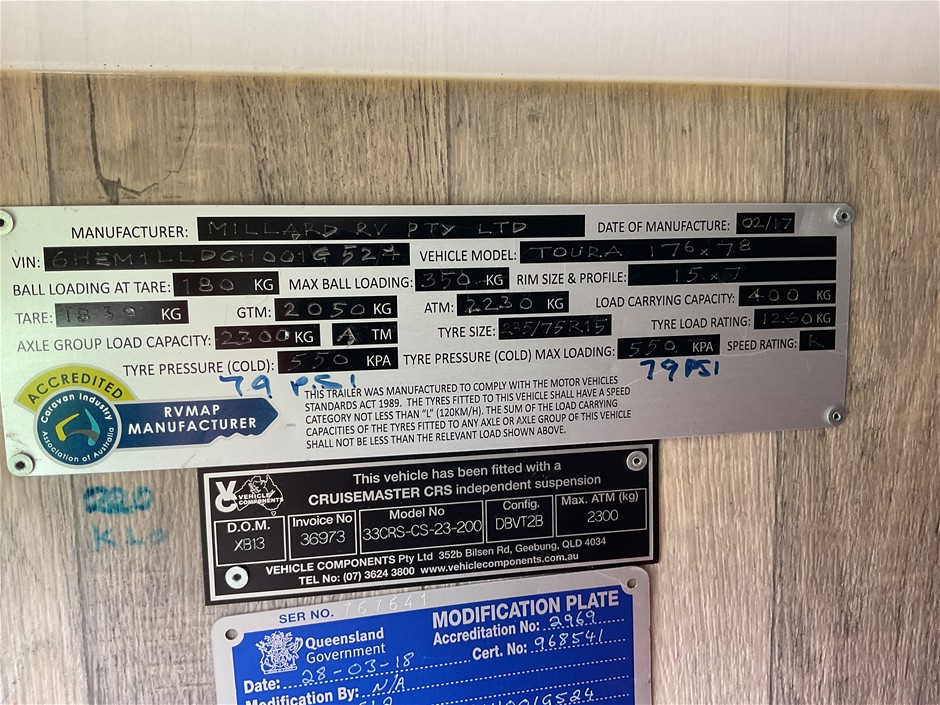 MANUFACTURER: MILLARD RV PTY LTD DATE OF MANUFACTURE: 02/17
VIN: 6HEM1LLDGH001G524 VEHICLE MODEL: TOURA 176x78
BALL LOADING AT TARE: 180 KG MAX BALL LOADING: 350 KG RIM SIZE & PROFILE: 15x7
TARE: 1839 KG GTM: 2050 KG ATM: 2230 KG LOAD CARRYING CAPACITY: 400 KG
AXLE GROUP LOAD CAPACITY: 2300 KG A TM TYRE SIZE: 235/75R15 TYRE LOAD RATING: 1260 KG
TYRE PRESSURE (COLD): 550 KPA TYRE PRESSURE (COLD) MAX LOADING: 550 KPA SPEED RATING: R
79 PSI 79 PSI
ACCREDITED
Caravan Industry
Association of Australia
RVMAP
MANUFACTURER
THIS TRAILER WAS MANUFACTURED TO COMPLY WITH THE MOTOR VEHICLES
STANDARDS ACT 1989. THE TYRES FITTED TO THIS VEHICLE SHALL HAVE A SPEED
CATEGORY NOT LESS THAN "L" (120KM/H). THE SUM OF THE LOAD CARRYING
CAPACITIES OF THE TYRES FITTED TO ANY AXLE OR AXLE GROUP OF THIS VEHICLE
SHALL NOT BE LESS THAN THE RELEVANT LOAD SHOWN ABOVE.
220
KLO
VC VEHICLE
COMPONENTS
This vehicle has been fitted with a
CRUISEMASTER CRS independent suspension
D.O.M. Invoice No Model No Config. Max. ATM (kg)
XB13 36973 33CRS-CS-23-200 DBVT2B 2300
VEHICLE COMPONENTS Pty Ltd 352b Bilsen Rd, Geebung, QLD 4034
TEL No: (07) 3624 3800 www.vehiclecomponents.com.au
SER NO. 767641
MODIFICATION PLATE
Queensland
Government
Accreditation No: 2969
Cert. No: 968541
Date: 28-03-18
Modification By: N/A